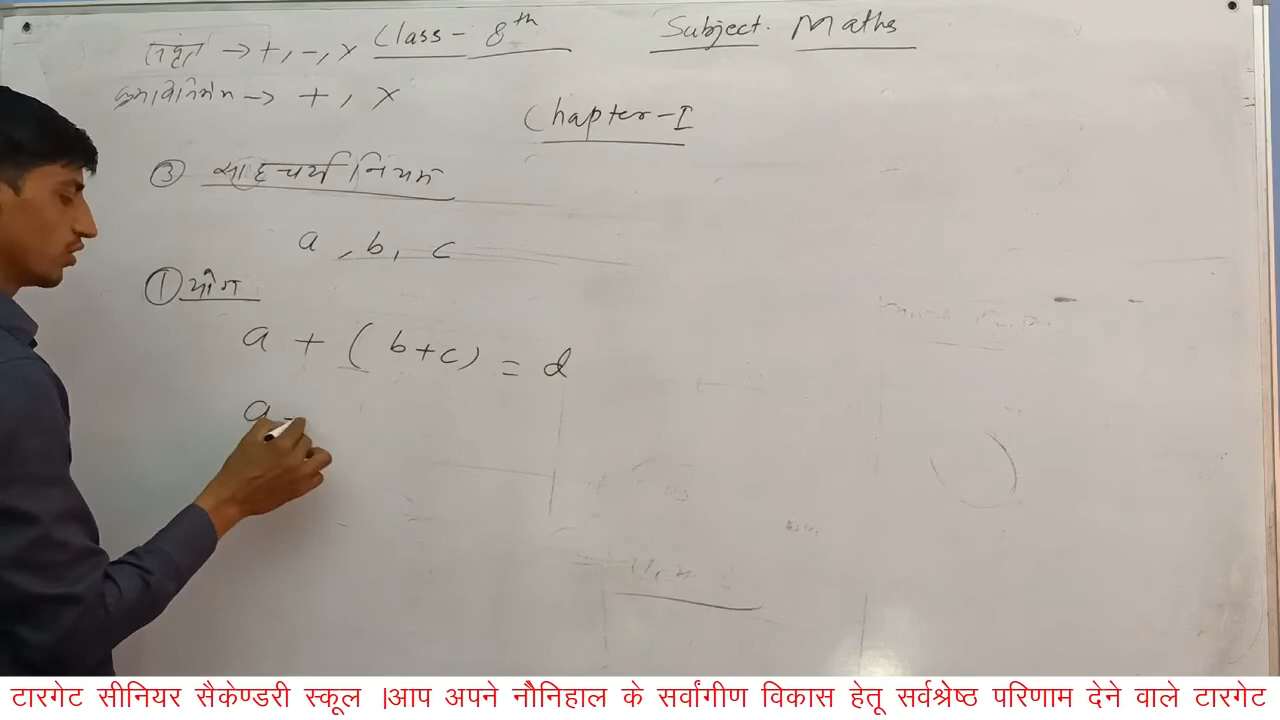 संवृत → +, -, × Class - 8th Subject. Maths
क्रमविनिमेय → +, ×
Chapter-I
③ साहचर्य नियम
a, b, c
① योग
a + ( b+c) = d
a -
टारगेट सीनियर सैकेण्डरी स्कूल ।आप अपने नौनिहाल के सर्वांगीण विकास हेतू सर्वश्रेष्ठ परिणाम देने वाले टारगेट